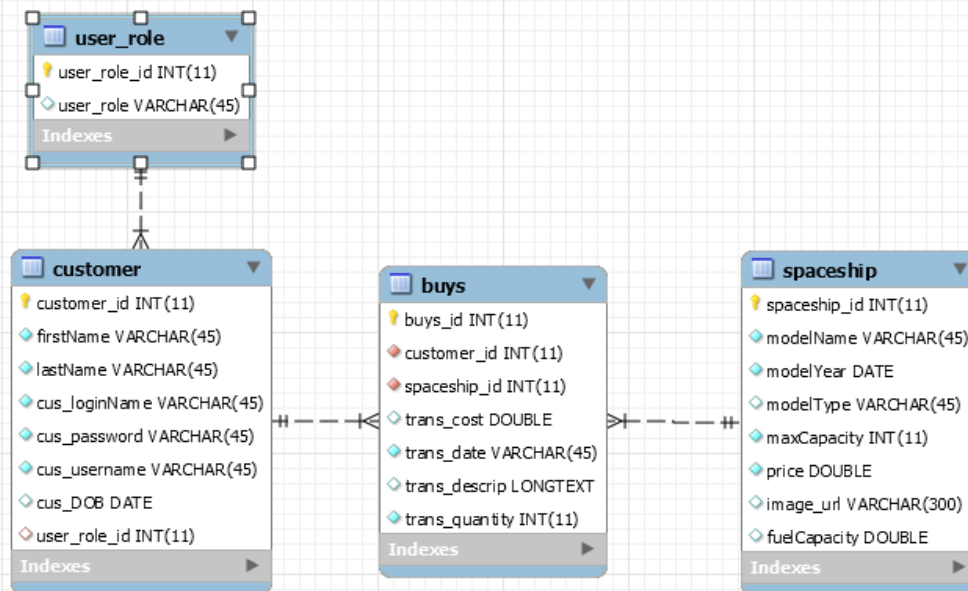 user_role
user_role_id INT(11)
user_role VARCHAR(45)
Indexes
customer
customer_id INT(11)
firstName VARCHAR(45)
lastName VARCHAR(45)
cus_loginName VARCHAR(45)
cus_password VARCHAR(45)
cus_username VARCHAR(45)
cus_DOB DATE
user_role_id INT(11)
Indexes
buys
buys_id INT(11)
customer_id INT(11)
spaceship_id INT(11)
trans_cost DOUBLE
trans_date VARCHAR(45)
trans_descrip LONGTEXT
trans_quantity INT(11)
Indexes
spaceship
spaceship_id INT(11)
modelName VARCHAR(45)
modelYear DATE
modelType VARCHAR(45)
maxCapacity INT(11)
price DOUBLE
image_url VARCHAR(300)
fuelCapacity DOUBLE
Indexes